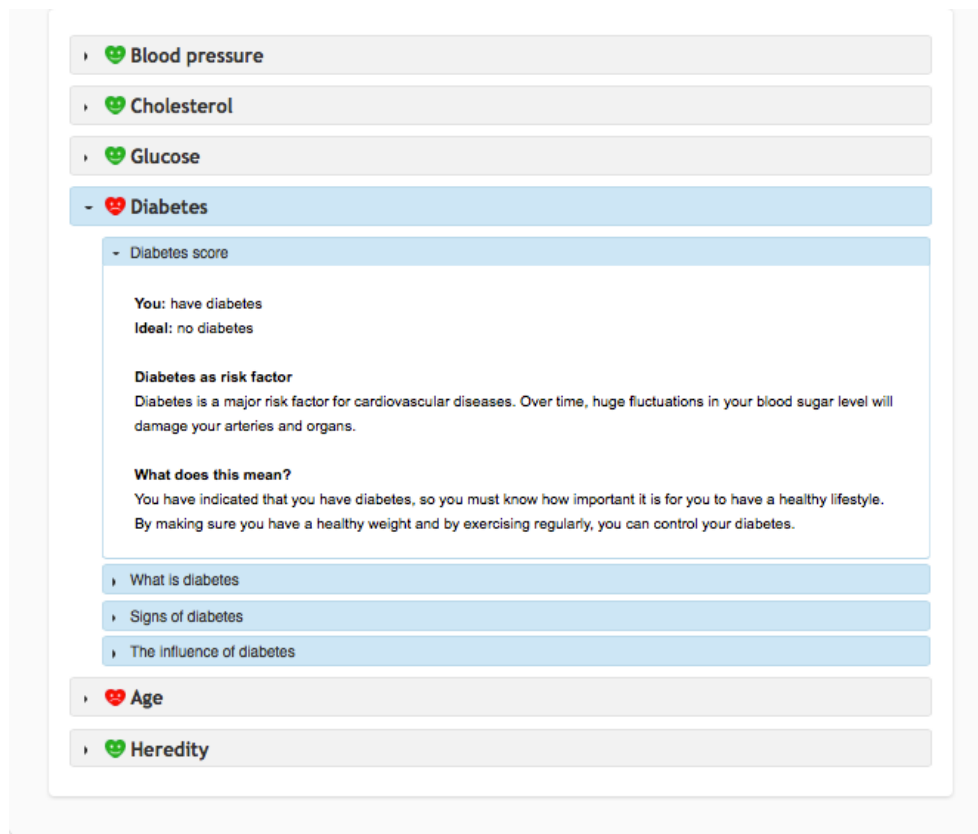 Blood pressure
Cholesterol
Glucose
Diabetes
Diabetes score
You: have diabetes
Ideal: no diabetes
Diabetes as risk factor
Diabetes is a major risk factor for cardiovascular diseases. Over time, huge fluctuations in your blood sugar level will
damage your arteries and organs.
What does this mean?
You have indicated that you have diabetes, so you must know how important it is for you to have a healthy lifestyle.
By making sure you have a healthy weight and by exercising regularly, you can control your diabetes.
What is diabetes
Signs of diabetes
The influence of diabetes
Age
Heredity